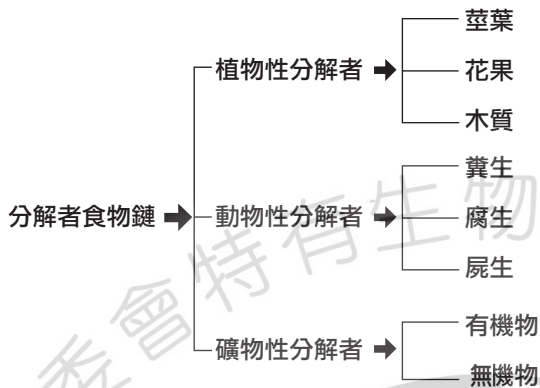 分解者食物鏈
植物性分解者
莖葉
花果
木質
動物性分解者
糞生
腐生
屍生
礦物性分解者
有機物
無機物
委會特有生物